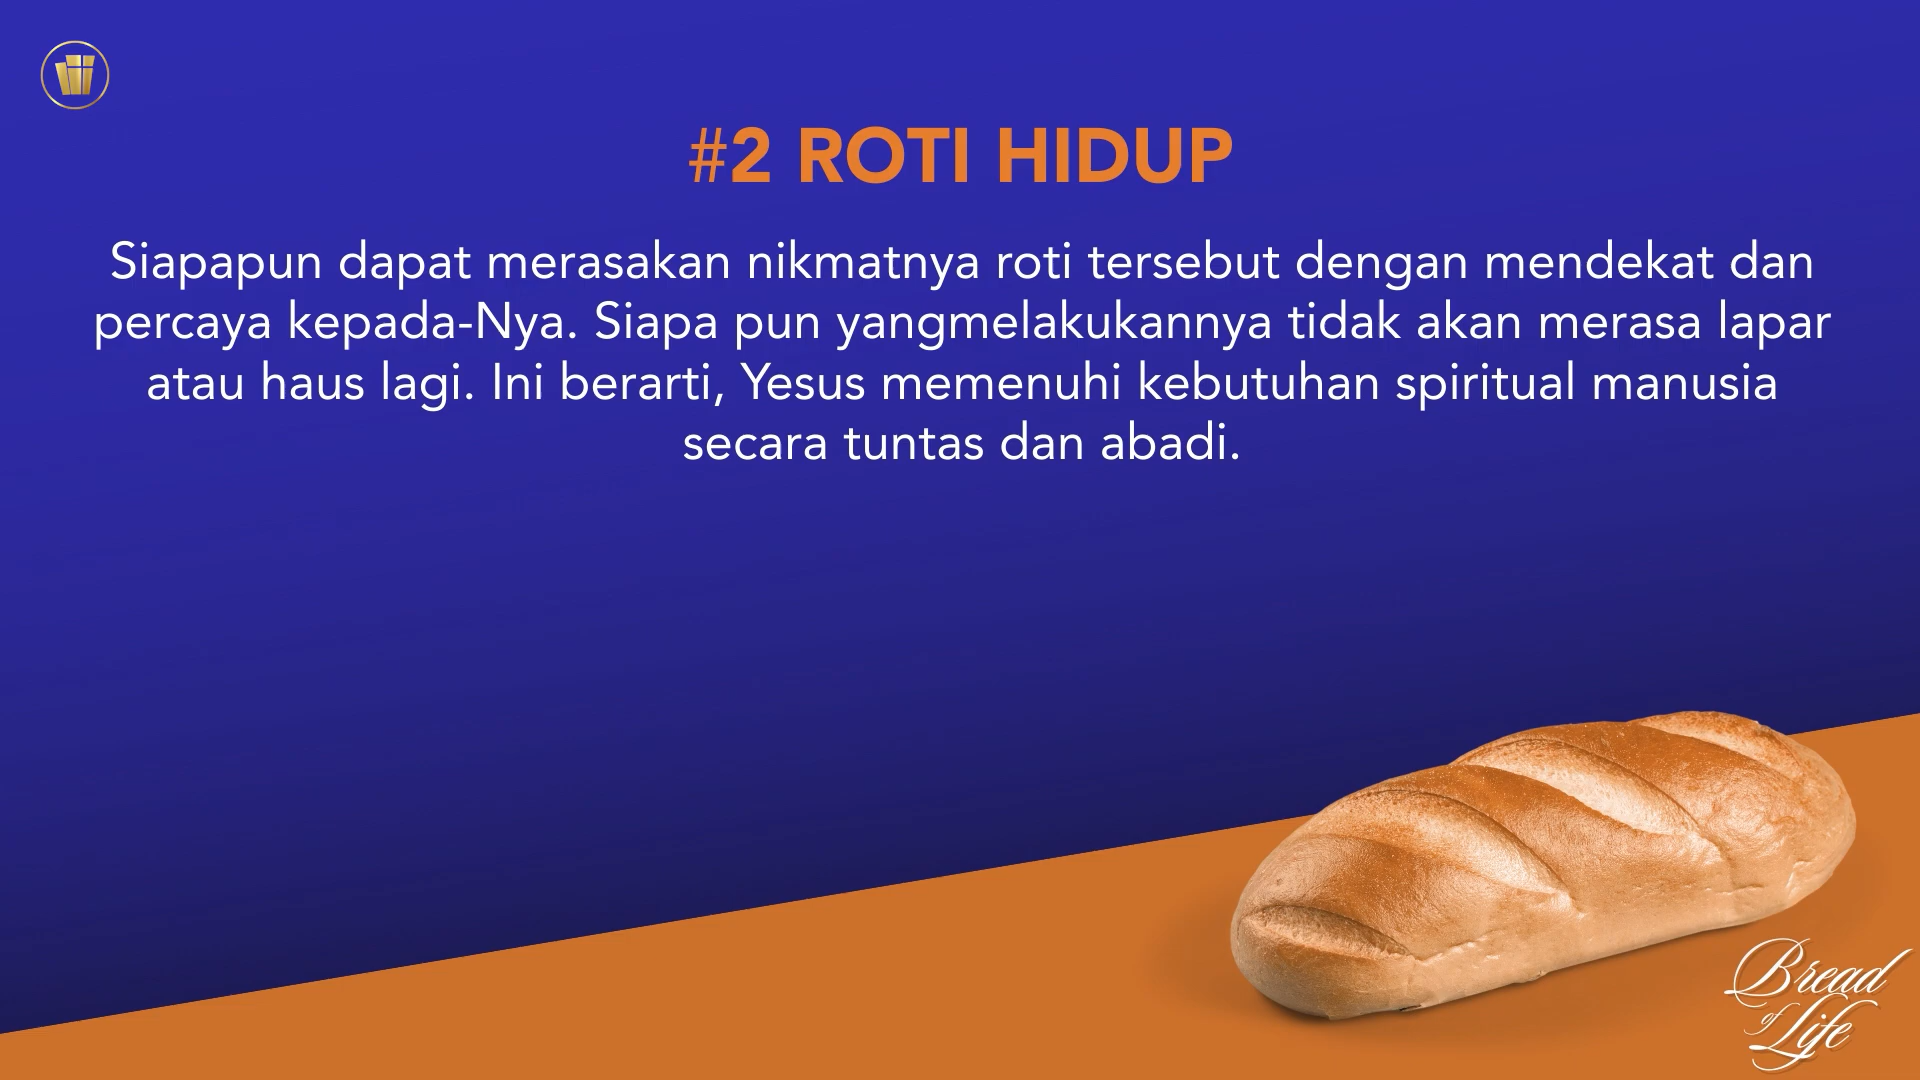 #2 ROTI HIDUP
Siapapun dapat merasakan nikmatnya roti tersebut dengan mendekat dan
percaya kepada-Nya. Siapa pun yangmelakukannya tidak akan merasa lapar
atau haus lagi. Ini berarti, Yesus memenuhi kebutuhan spiritual manusia
secara tuntas dan abadi.
Bread
of Life